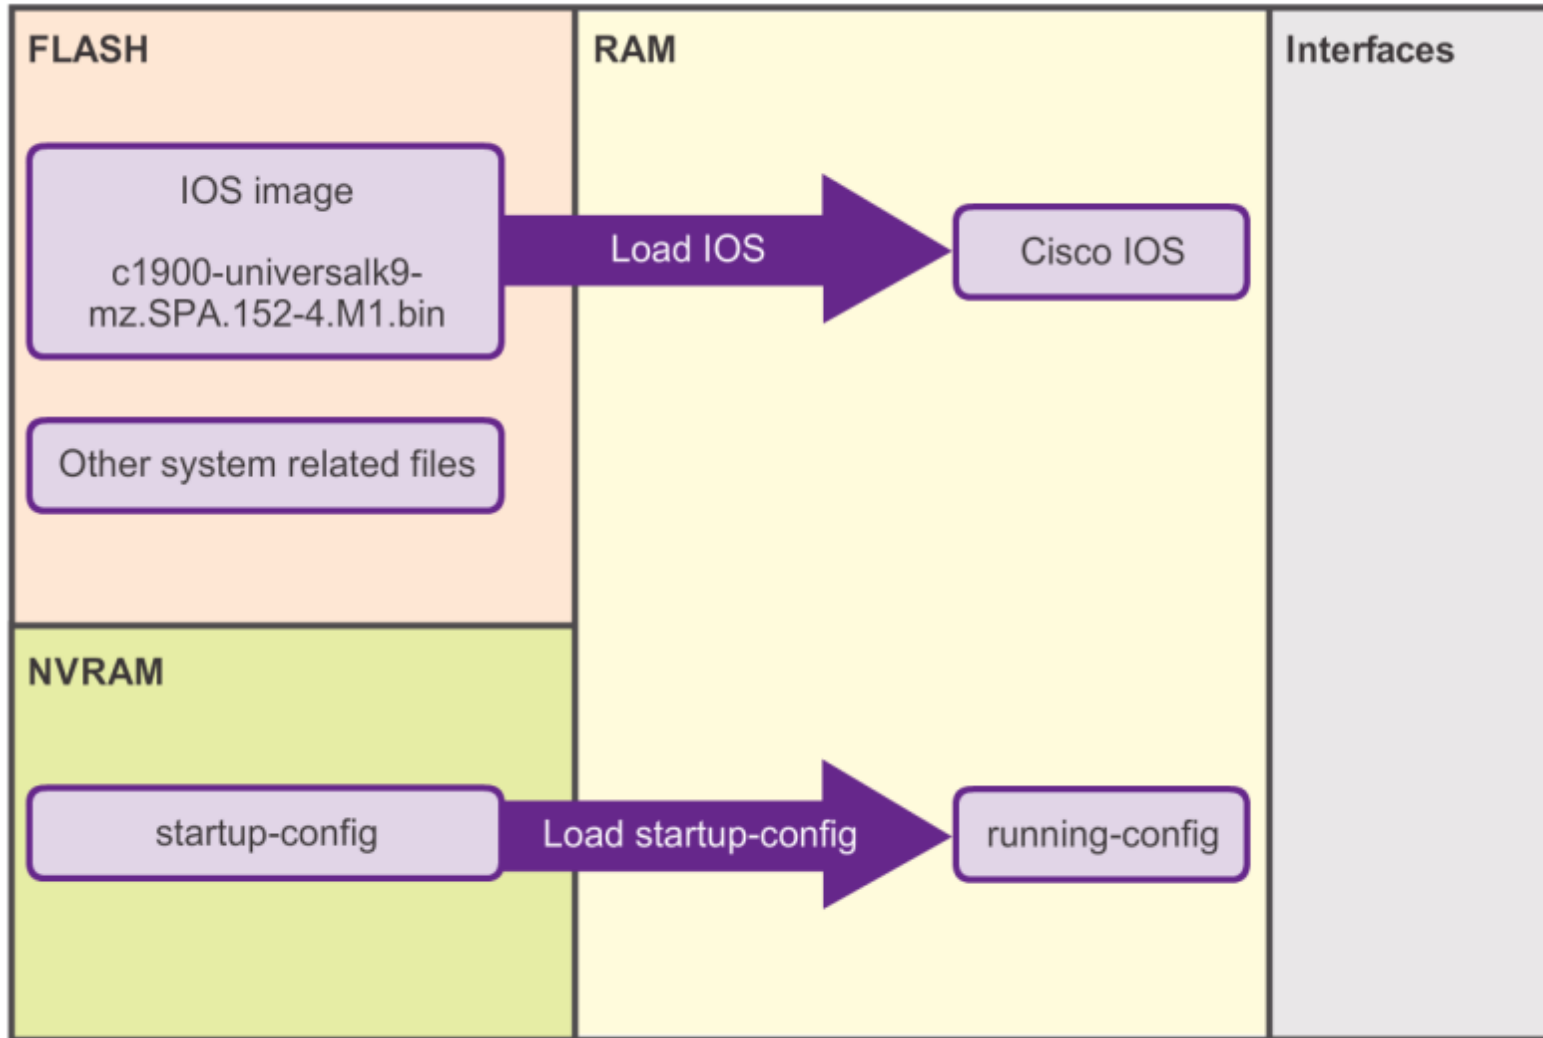 FLASH
IOS image
c1900-universalk9-
mz.SPA.152-4.M1.bin
Other system related files
NVRAM
startup-config
RAM
Load IOS
Cisco IOS
Load startup-config
running-config
Interfaces